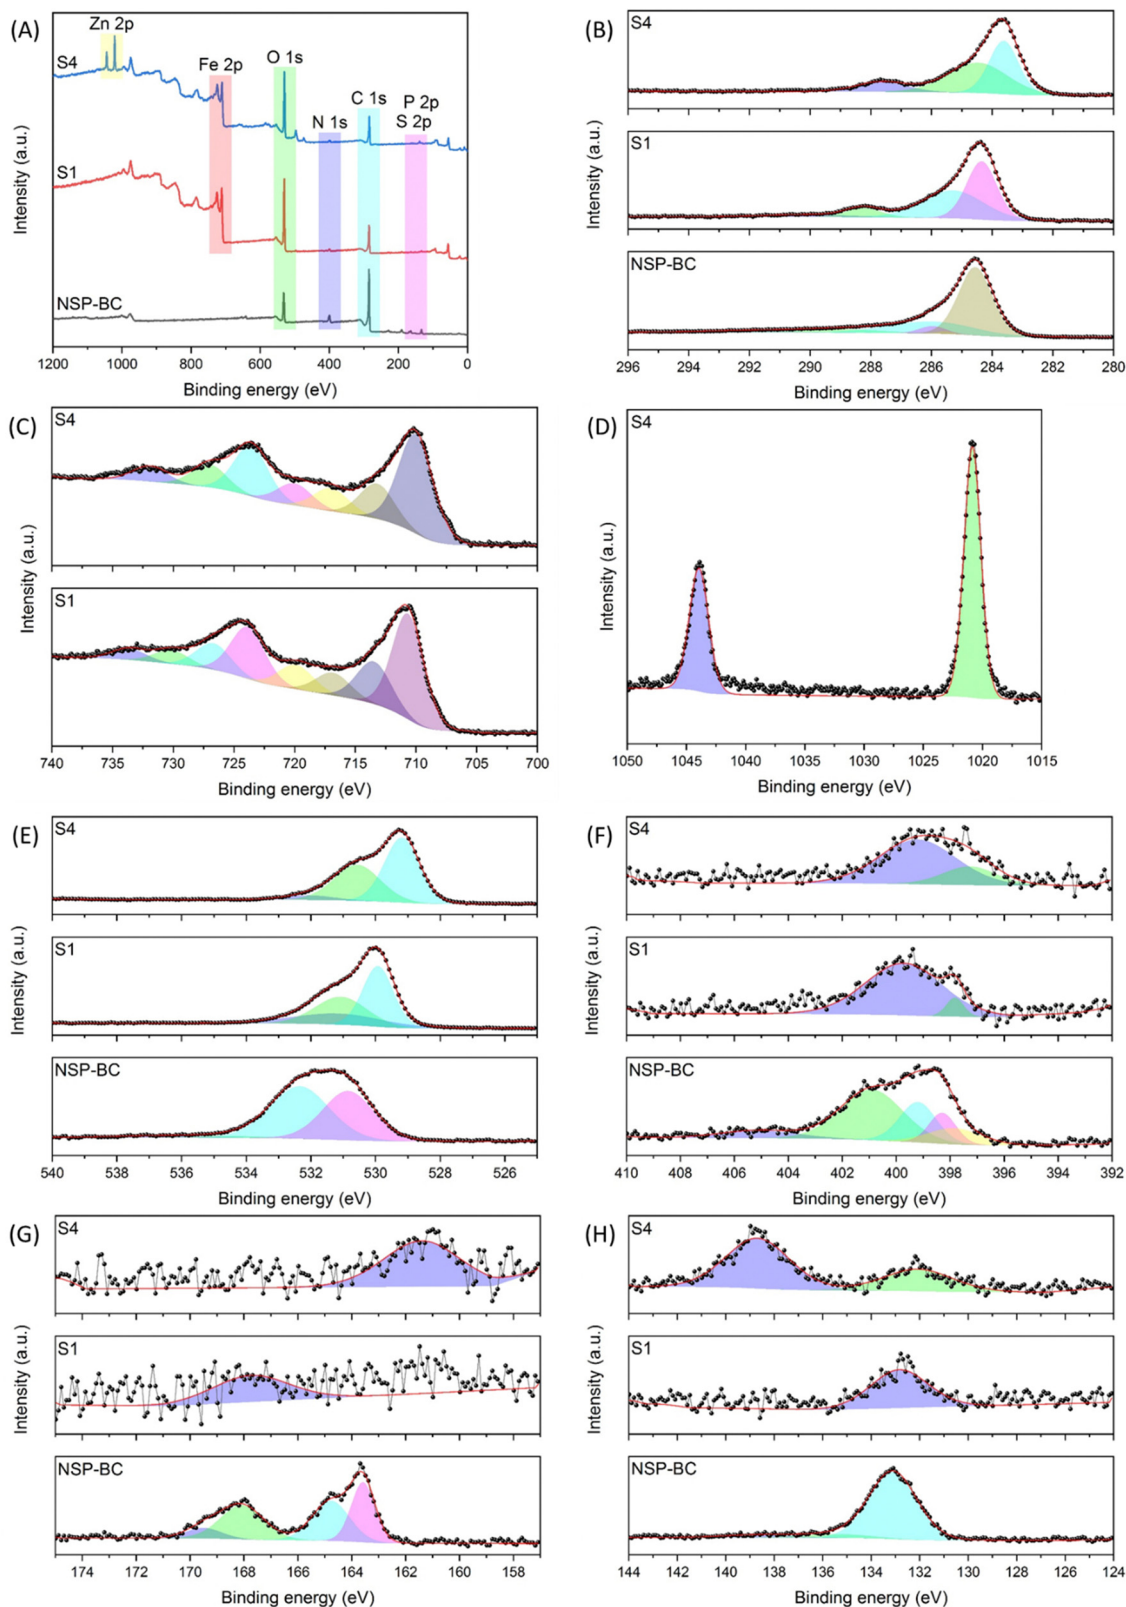 (A)
Zn 2p
S4
Fe 2p
O 1s
N 1s
C 1s
P 2p
S 2p
S1
NSP-BC
Intensity (a.u.)
1200 1000 800 600 400 200 0
Binding energy (eV)
(B)
S4
S1
NSP-BC
Intensity (a.u.)
296 294 292 290 288 286 284 282 280
Binding energy (eV)
(C)
S4
S1
Intensity (a.u.)
740 735 730 725 720 715 710 705 700
Binding energy (eV)
(D)
S4
Intensity (a.u.)
1050 1045 1040 1035 1030 1025 1020 1015
Binding energy (eV)
(E)
S4
S1
NSP-BC
Intensity (a.u.)
540 538 536 534 532 530 528 526
Binding energy (eV)
(F)
S4
S1
NSP-BC
Intensity (a.u.)
410 408 406 404 402 400 398 396 394 392
Binding energy (eV)
(G)
S4
S1
NSP-BC
Intensity (a.u.)
174 172 170 168 166 164 162 160 158
Binding energy (eV)
(H)
S4
S1
NSP-BC
Intensity (a.u.)
144 142 140 138 136 134 132 130 128 126 124
Binding energy (eV)